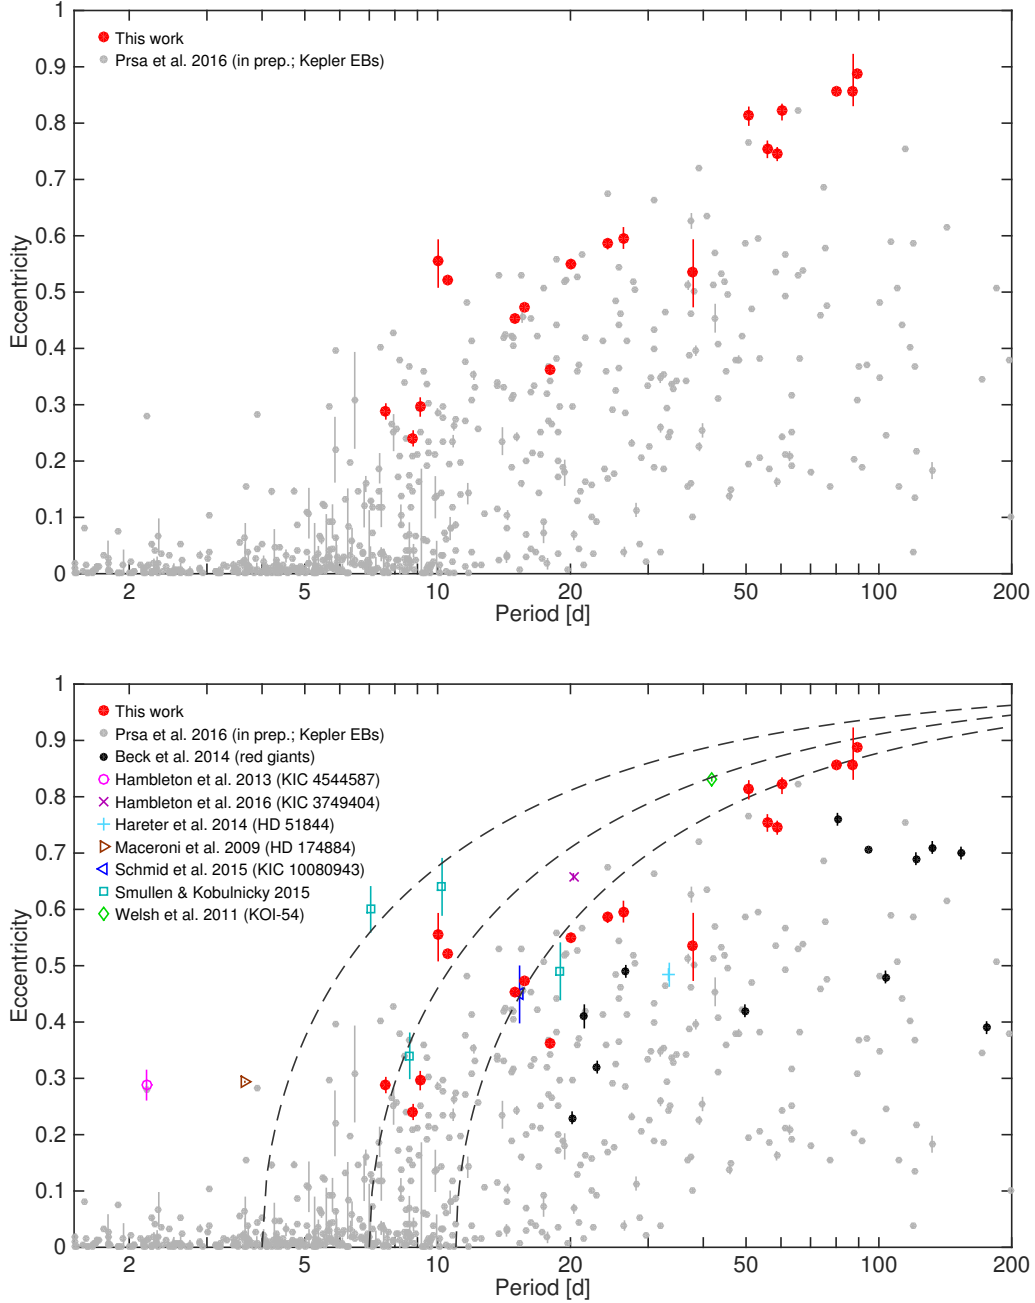 1
This work
Prsa et al. 2016 (in prep.; Kepler EBs)
0.9
0.8
0.7
0.6
0.5
0.4
0.3
0.2
0.1
0
Eccentricity
2 5 10 20 50 100 200
Period [d]
1
This work
Prsa et al. 2016 (in prep.; Kepler EBs)
Beck et al. 2014 (red giants)
Hambleton et al. 2013 (KIC 4544587)
Hambleton et al. 2016 (KIC 3749404)
Hareter et al. 2014 (HD 51844)
Maceroni et al. 2009 (HD 174884)
Schmid et al. 2015 (KIC 10080943)
Smullen & Kobulnicky 2015
Welsh et al. 2011 (KOI-54)
0.9
0.8
0.7
0.6
0.5
0.4
0.3
0.2
0.1
0
Eccentricity
2 5 10 20 50 100 200
Period [d]